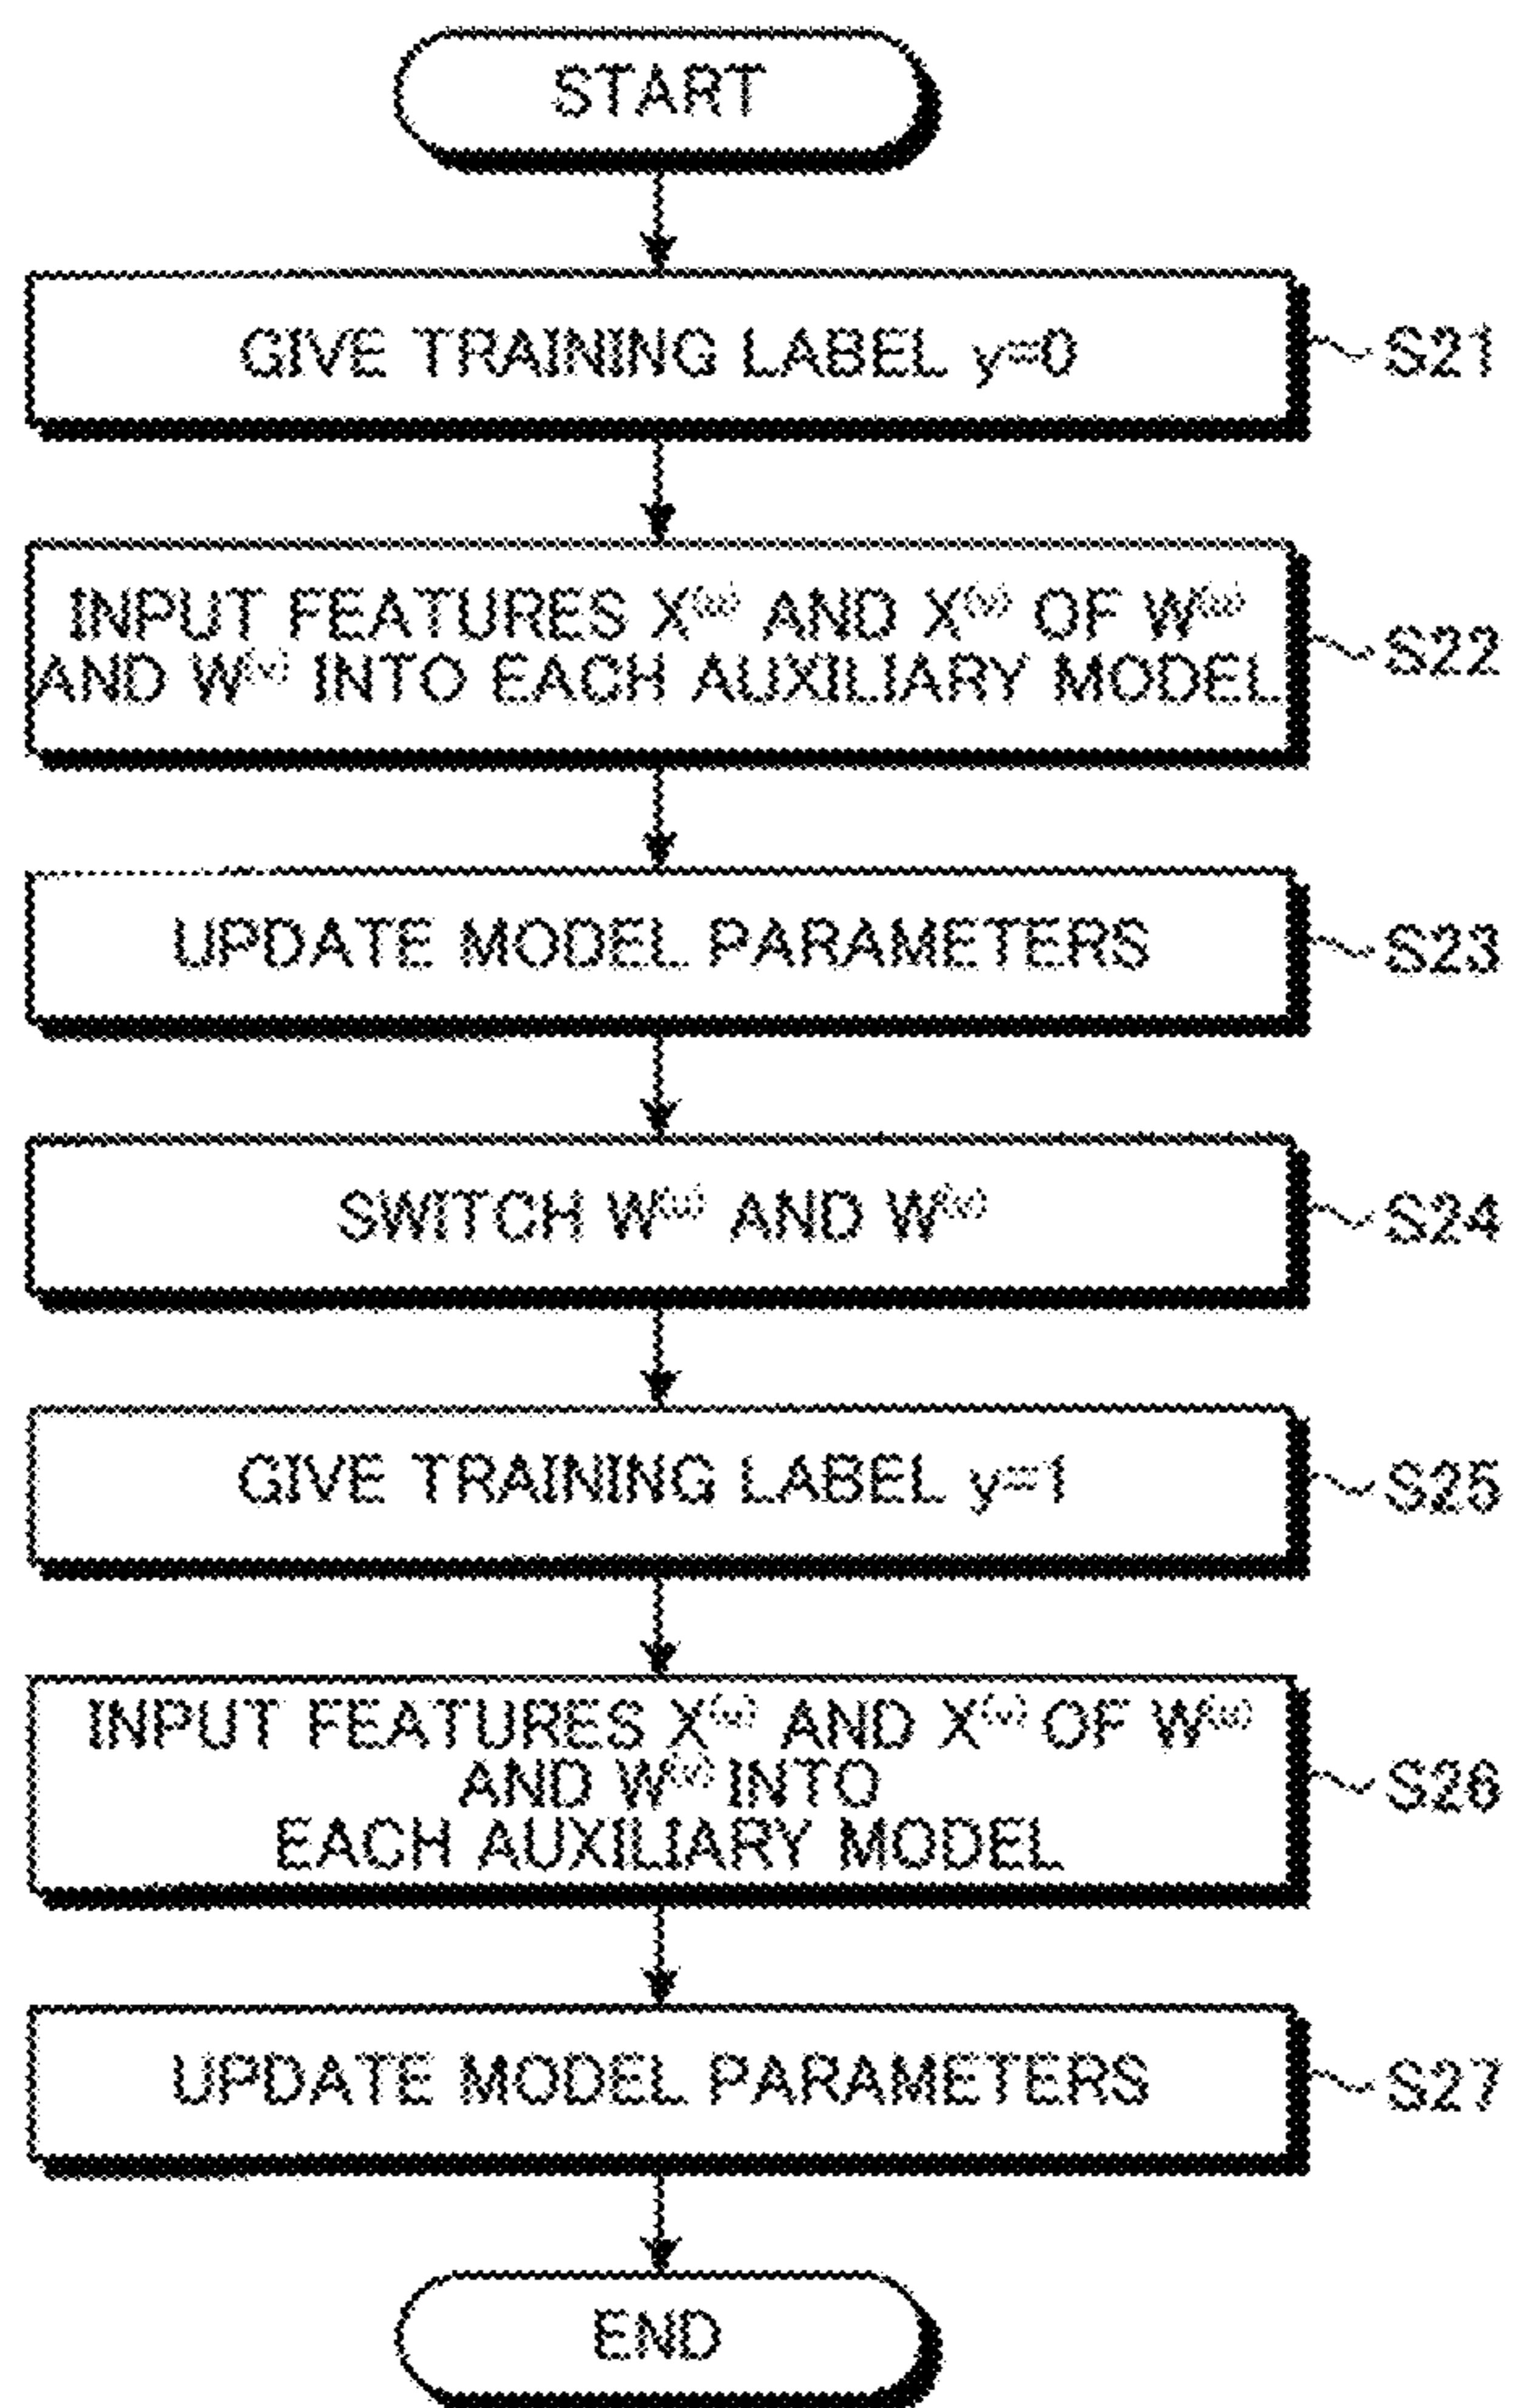 START
GIVE TRAINING LABEL y=0
S21
INPUT FEATURES X⁽ᵘ⁾ AND X⁽ᵛ⁾ OF W⁽ᵘ⁾
AND W⁽ᵛ⁾ INTO EACH AUXILIARY MODEL
S22
UPDATE MODEL PARAMETERS
S23
SWITCH W⁽ᵘ⁾ AND W⁽ᵛ⁾
S24
GIVE TRAINING LABEL y=1
S25
INPUT FEATURES X⁽ᵘ⁾ AND X⁽ᵛ⁾ OF W⁽ᵘ⁾
AND W⁽ᵛ⁾ INTO
EACH AUXILIARY MODEL
S26
UPDATE MODEL PARAMETERS
S27
END